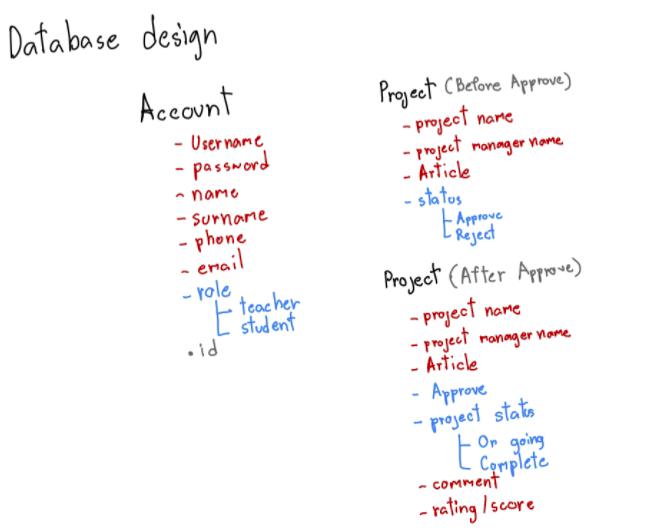 Database design
Account
- Username
- password
- name
- surname
- phone
- email
- role
teacher
student
• id
Project (Before Approve)
- project name
- project manager name
- Article
- status
Approve
Reject
Project (After Approve)
- project name
- project manager name
- Article
- Approve
- project status
On going
Complete
- comment
- rating/score